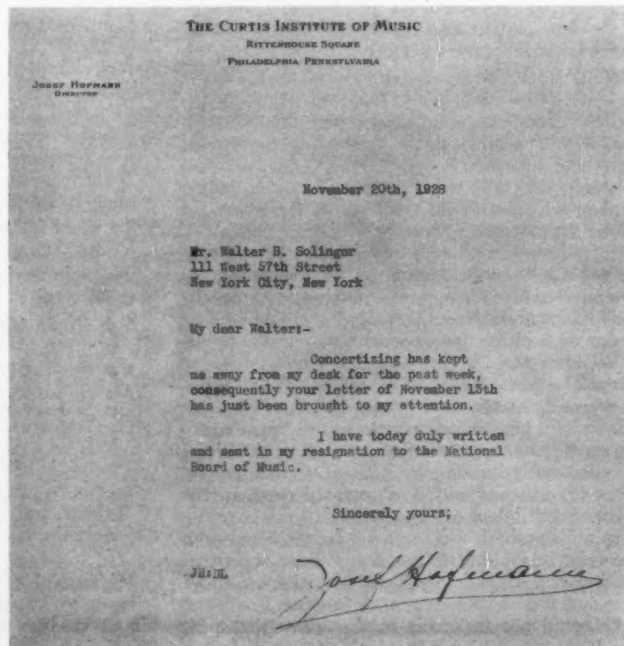 THE CURTIS INSTITUTE OF MUSIC
RITTENHOUSE SQUARE
PHILADELPHIA PENNSYLVANIA
JOSEF HOFMANN
DIRECTOR
November 20th, 1928
Mr. Walter B. Solinger
111 West 57th Street
New York City, New York
My dear Walter:-
Concertizing has kept
me away from my desk for the past week,
consequently your letter of November 15th
has just been brought to my attention.
I have today duly written
and sent in my resignation to the National
Board of Music.
Sincerely yours;
JH:DL
Josef Hofmann